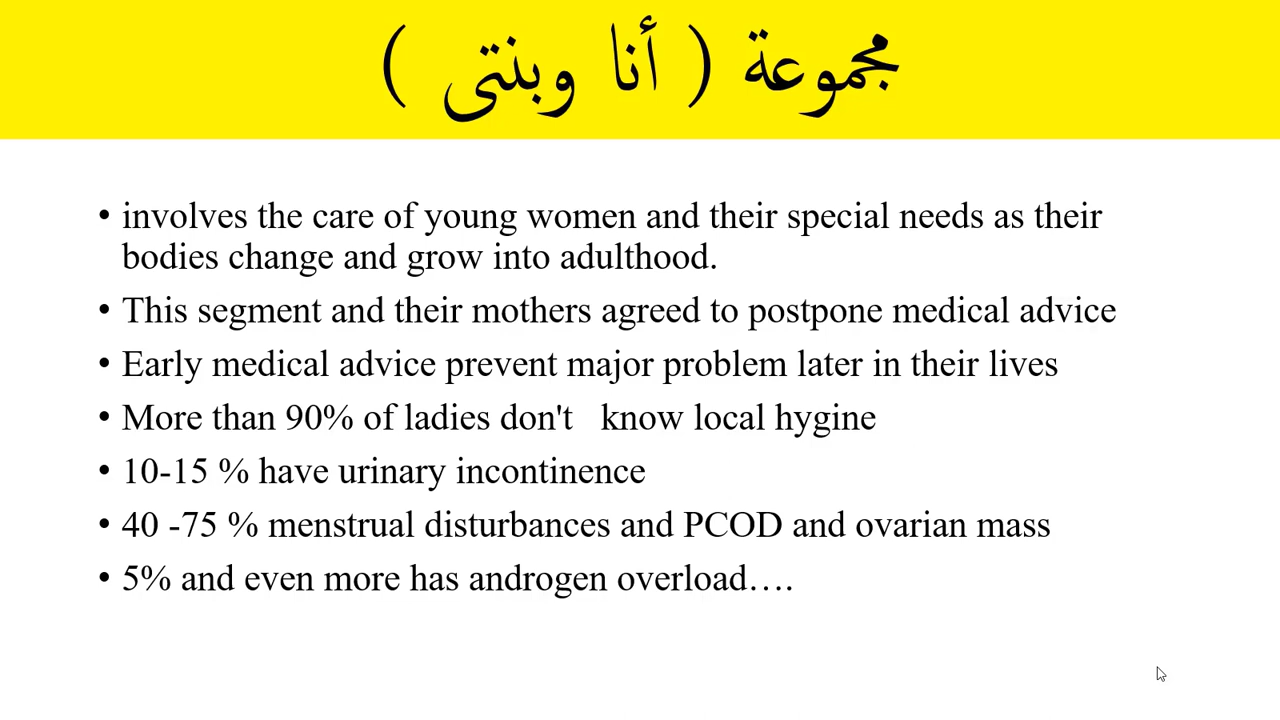 مجموعة ( أنا وبنتى )
• involves the care of young women and their special needs as their
bodies change and grow into adulthood.
• This segment and their mothers agreed to postpone medical advice
• Early medical advice prevent major problem later in their lives
• More than 90% of ladies don't   know local hygine
• 10-15 % have urinary incontinence
• 40 -75 % menstrual disturbances and PCOD and ovarian mass
• 5% and even more has androgen overload….